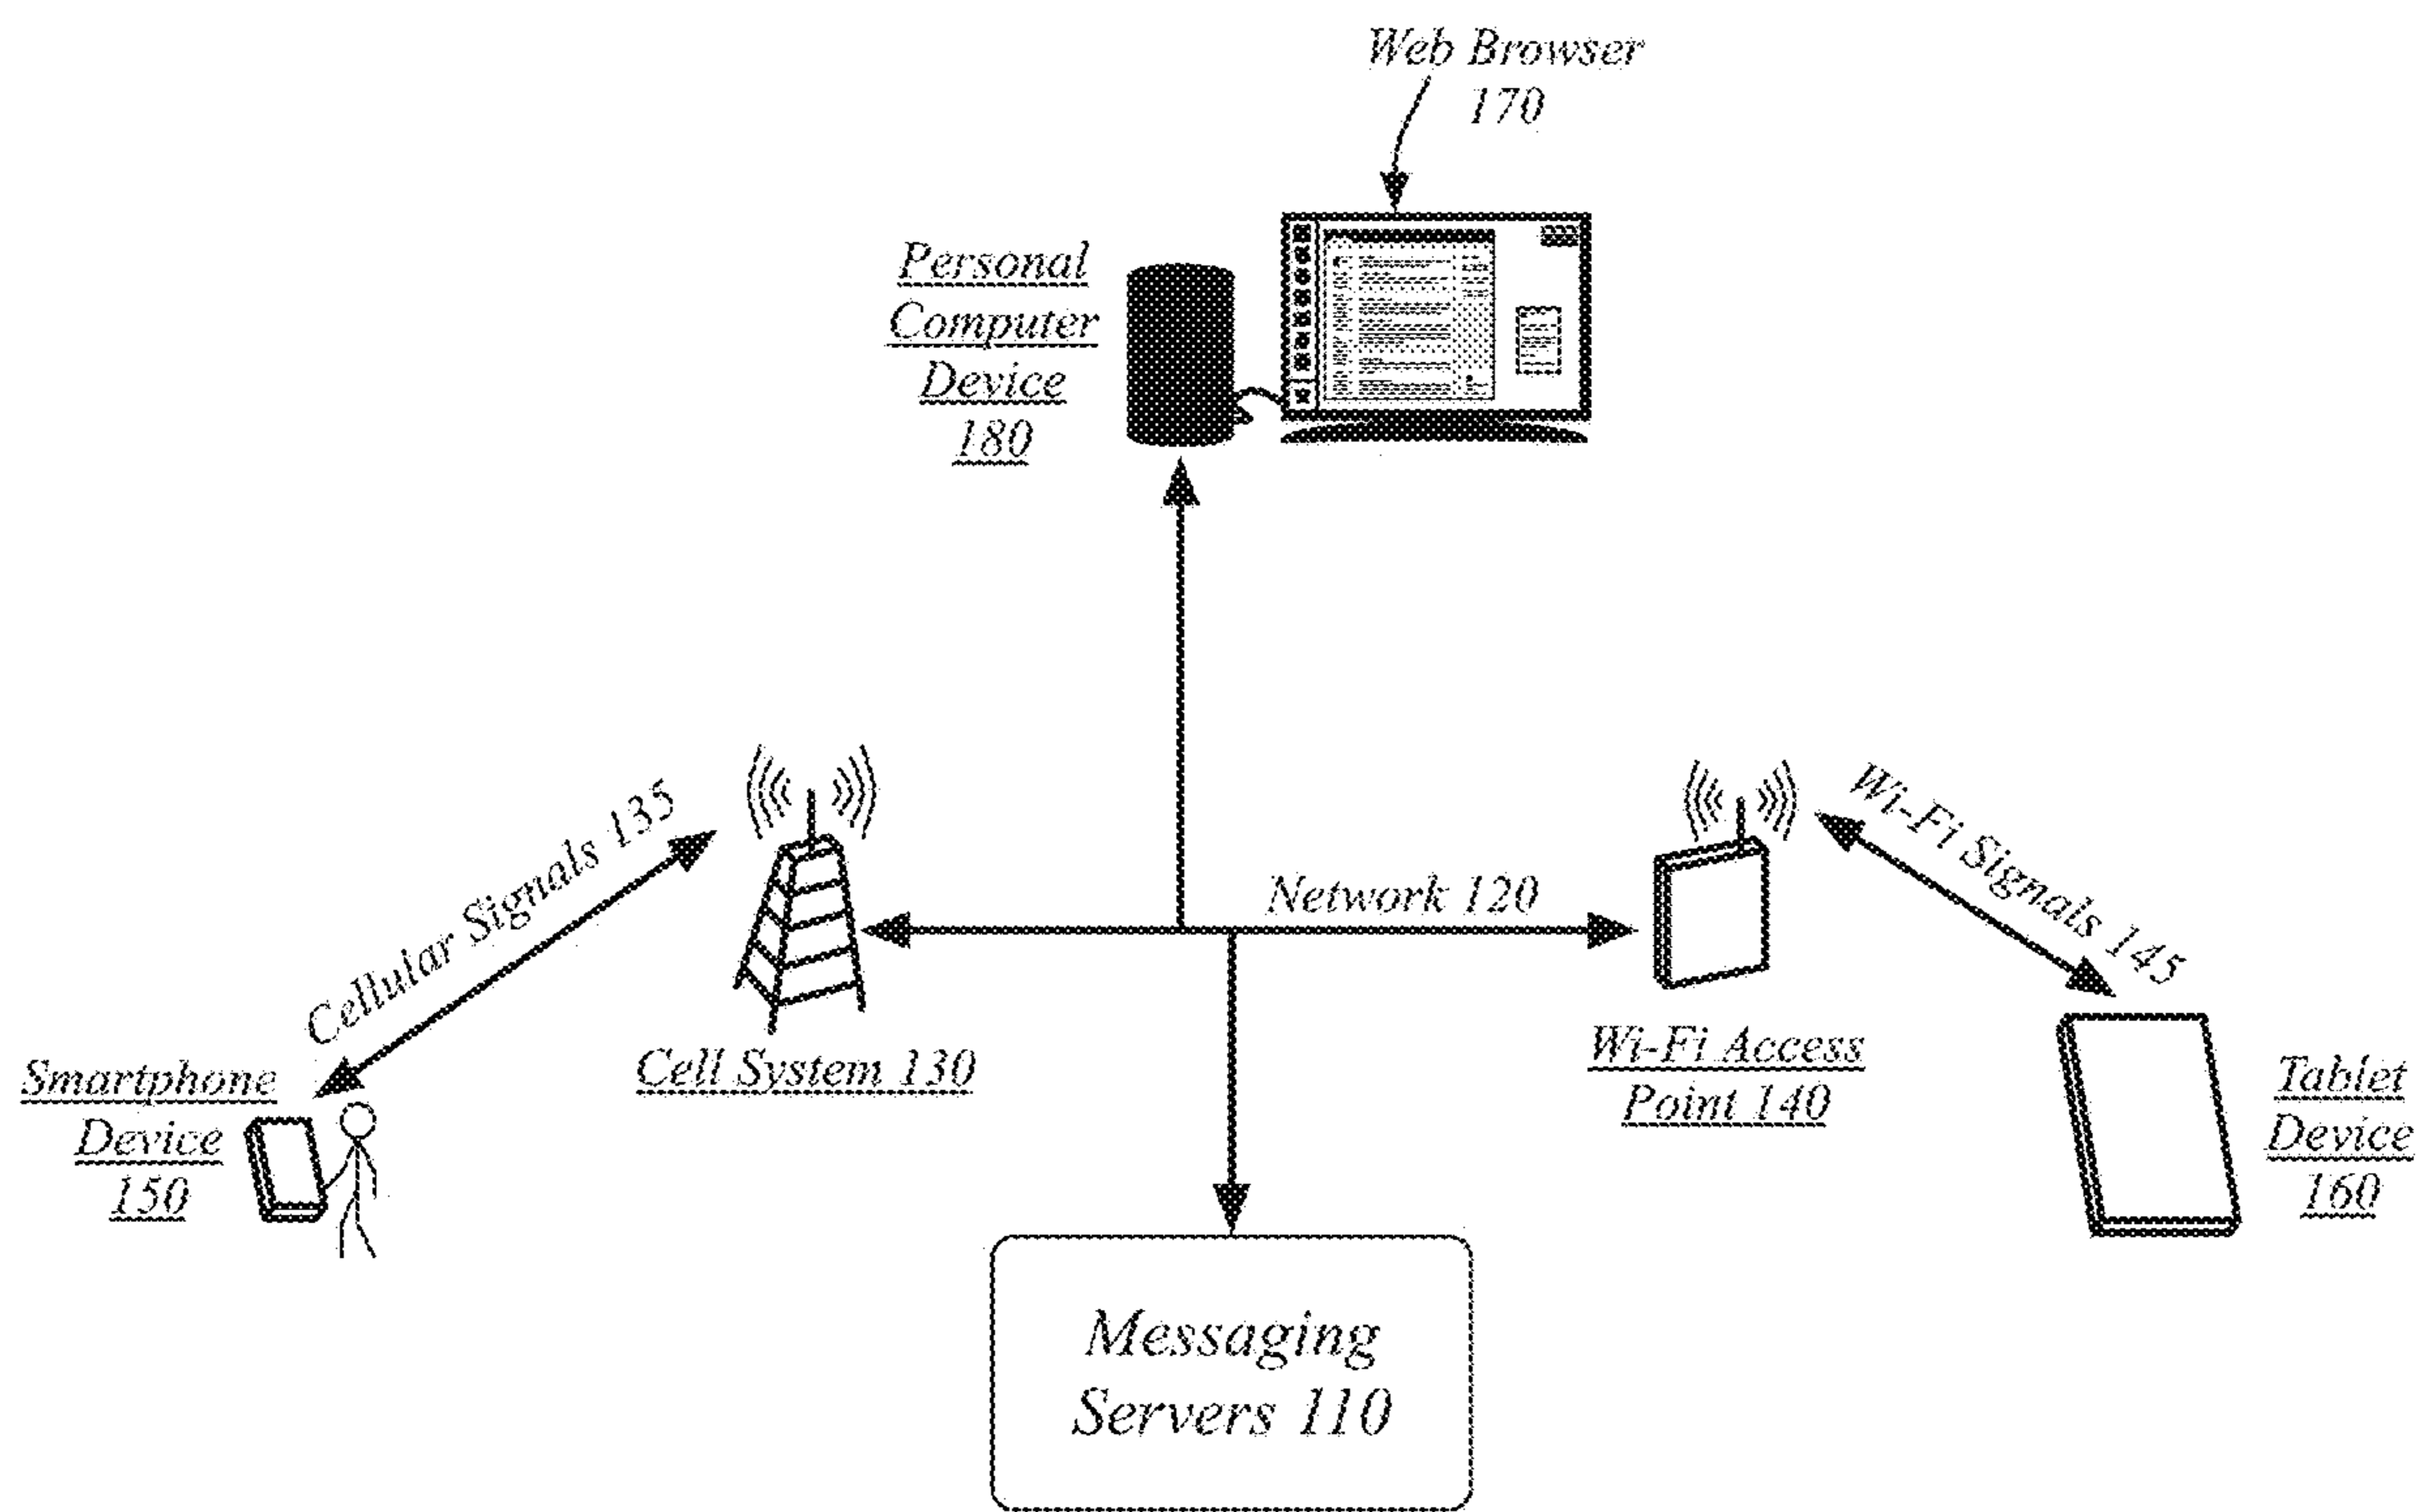 Web Browser
170
Personal
Computer
Device
180
Cellular Signals 135
Network 120
Wi-Fi Signals 145
Smartphone
Device
150
Cell System 130
Wi-Fi Access
Point 140
Tablet
Device
160
Messaging
Servers 110